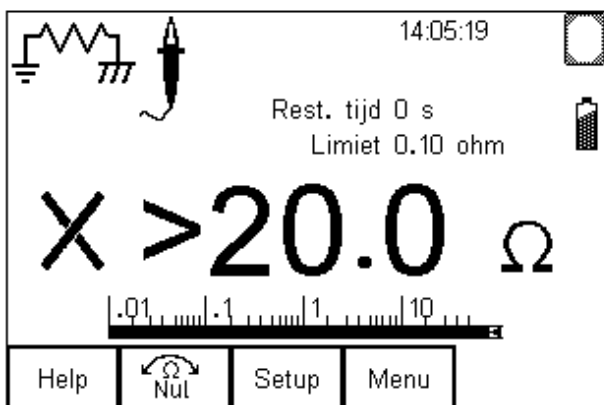 14:05:19
Rest. tijd 0 s
Limiet 0.10 ohm
X >20.0 Ω
.01 .1 1 10
Help Ω Nul Setup Menu